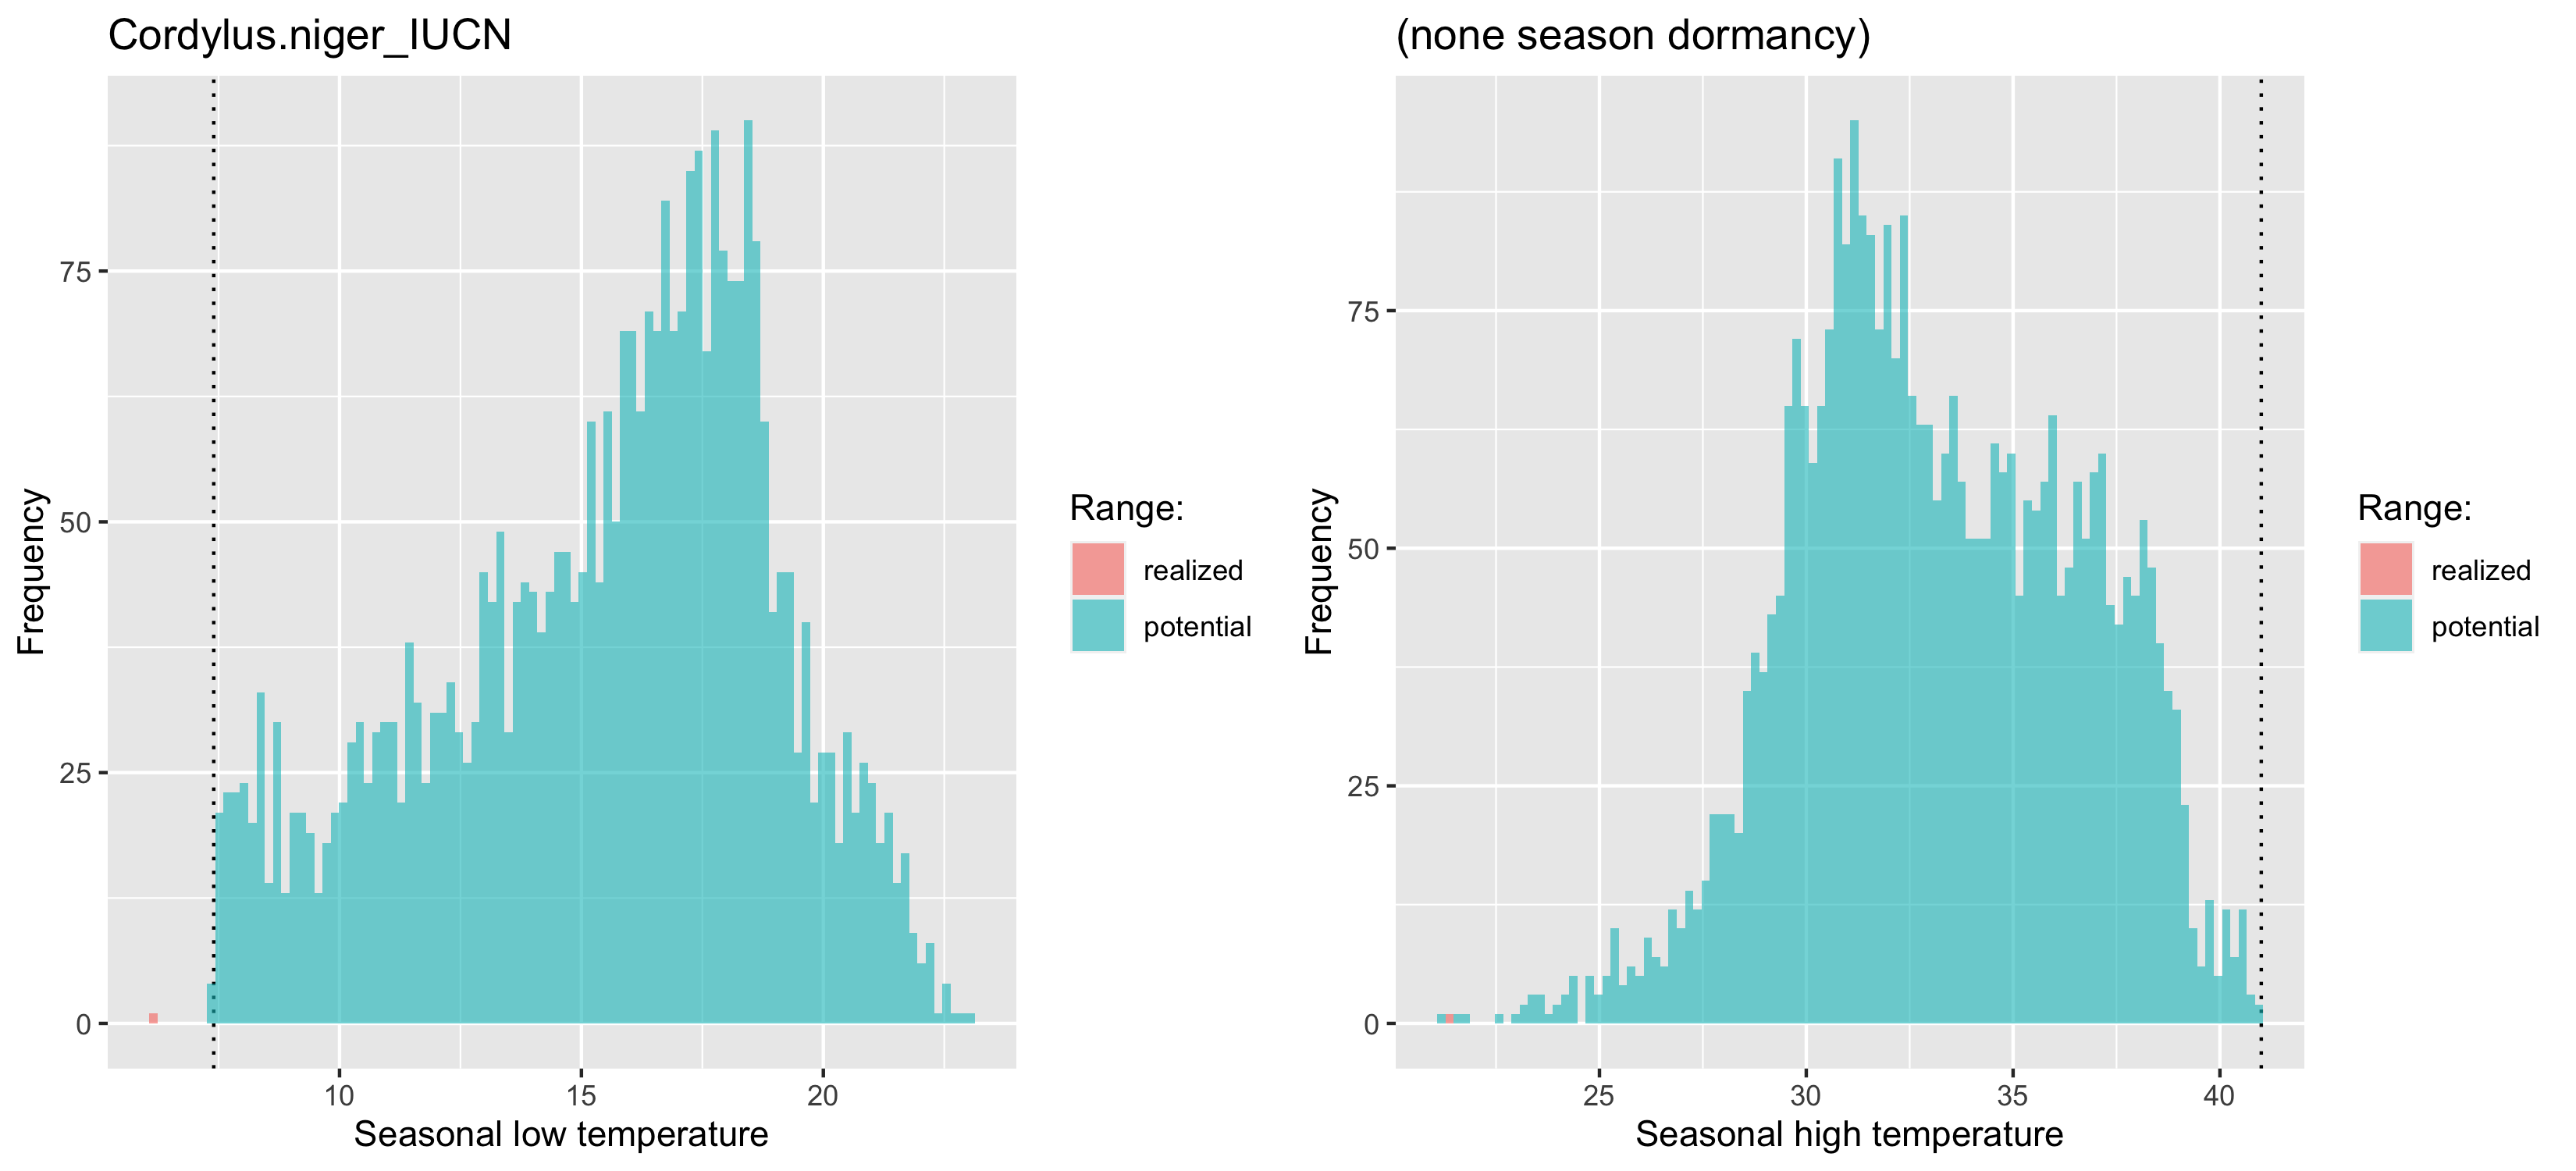 Cordylus.niger_IUCN
Frequency
75
50
25
0
10 15 20
Seasonal low temperature
Range:
realized
potential
(none season dormancy)
Frequency
75
50
25
0
25 30 35 40
Seasonal high temperature
Range:
realized
potential